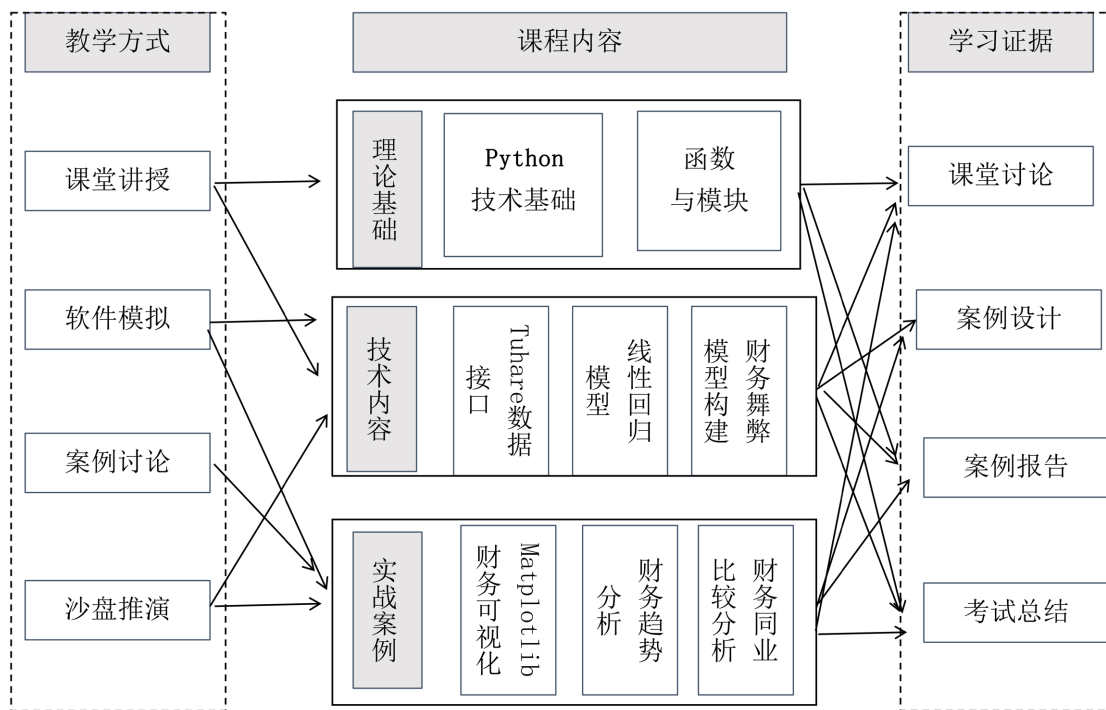 教学方式
课程内容
学习证据
课堂讲授
软件模拟
案例讨论
沙盘推演
理论基础
Python
技术基础
函数
与模块
技术内容
Tuhare数据
接口
线性回归
模型
财务舞弊
模型构建
实战案例
Matplotlib
财务可视化
财务趋势
分析
财务同业
比较分析
课堂讨论
案例设计
案例报告
考试总结